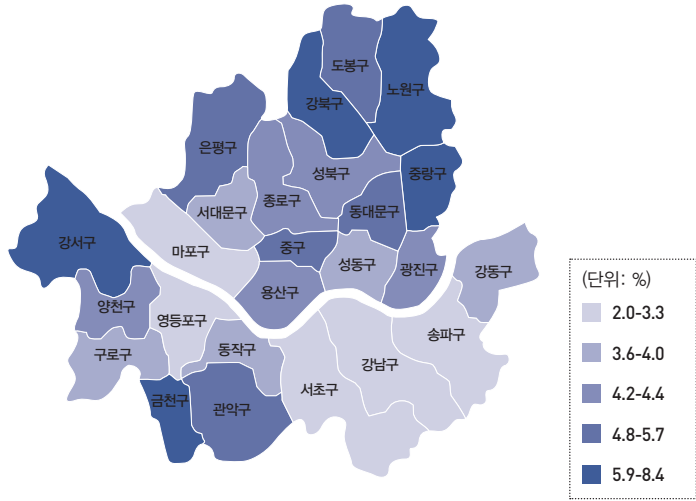 도봉구
노원구
강북구
은평구
성북구
중랑구
종로구
서대문구
동대문구
강서구
마포구
중구
성동구
광진구
강동구
용산구
양천구
영등포구
송파구
구로구
동작구
강남구
서초구
금천구
관악구
(단위: %)
2.0-3.3
3.6-4.0
4.2-4.4
4.8-5.7
5.9-8.4